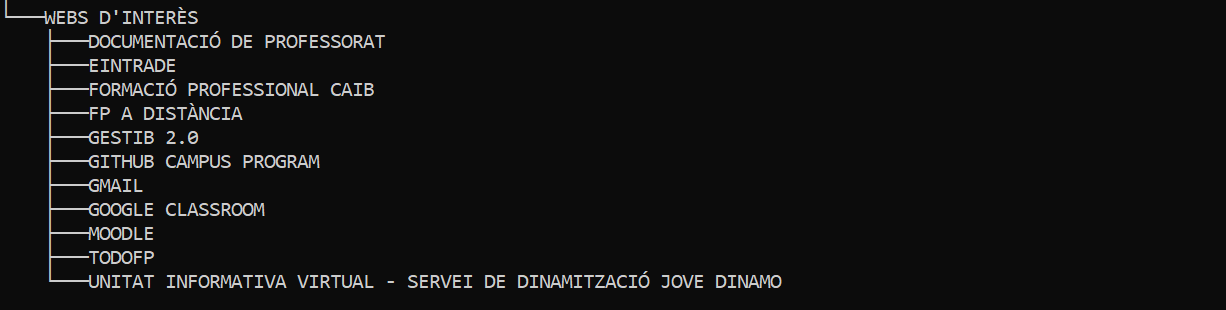 WEBS D'INTERÈS
DOCUMENTACIÓ DE PROFESSORAT
EINTRADE
FORMACIÓ PROFESSIONAL CAIB
FP A DISTÀNCIA
GESTIB 2.0
GITHUB CAMPUS PROGRAM
GMAIL
GOOGLE CLASSROOM
MOODLE
TODOFP
UNITAT INFORMATIVA VIRTUAL - SERVEI DE DINAMITZACIÓ JOVE DINAMO